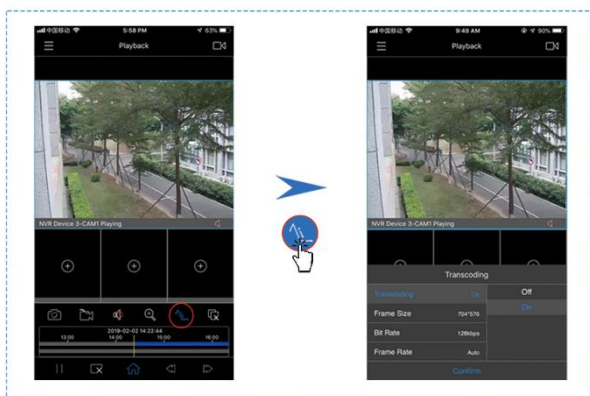 中国移动 5:58 PM 63%
Playback
NVR Device 3-CAM1 Playing
2019-02-02 14:22:44
13:00 14:00 15:00 16:00
中国移动 9:49 AM 90%
Playback
NVR Device 3-CAM1 Playing
Transcoding
Transcoding On
Off
On
Frame Size 704*576
Bit Rate 128kbps
Frame Rate Auto
Confirm